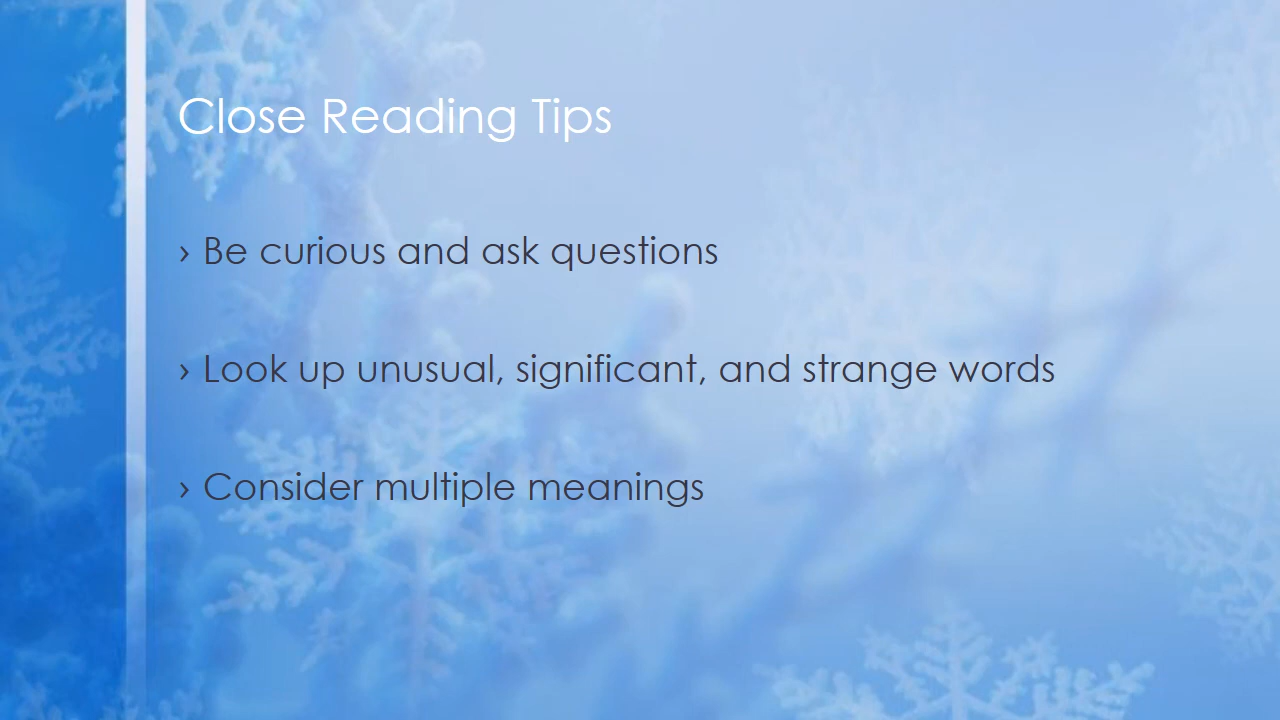 Close Reading Tips
› Be curious and ask questions
› Look up unusual, significant, and strange words
› Consider multiple meanings